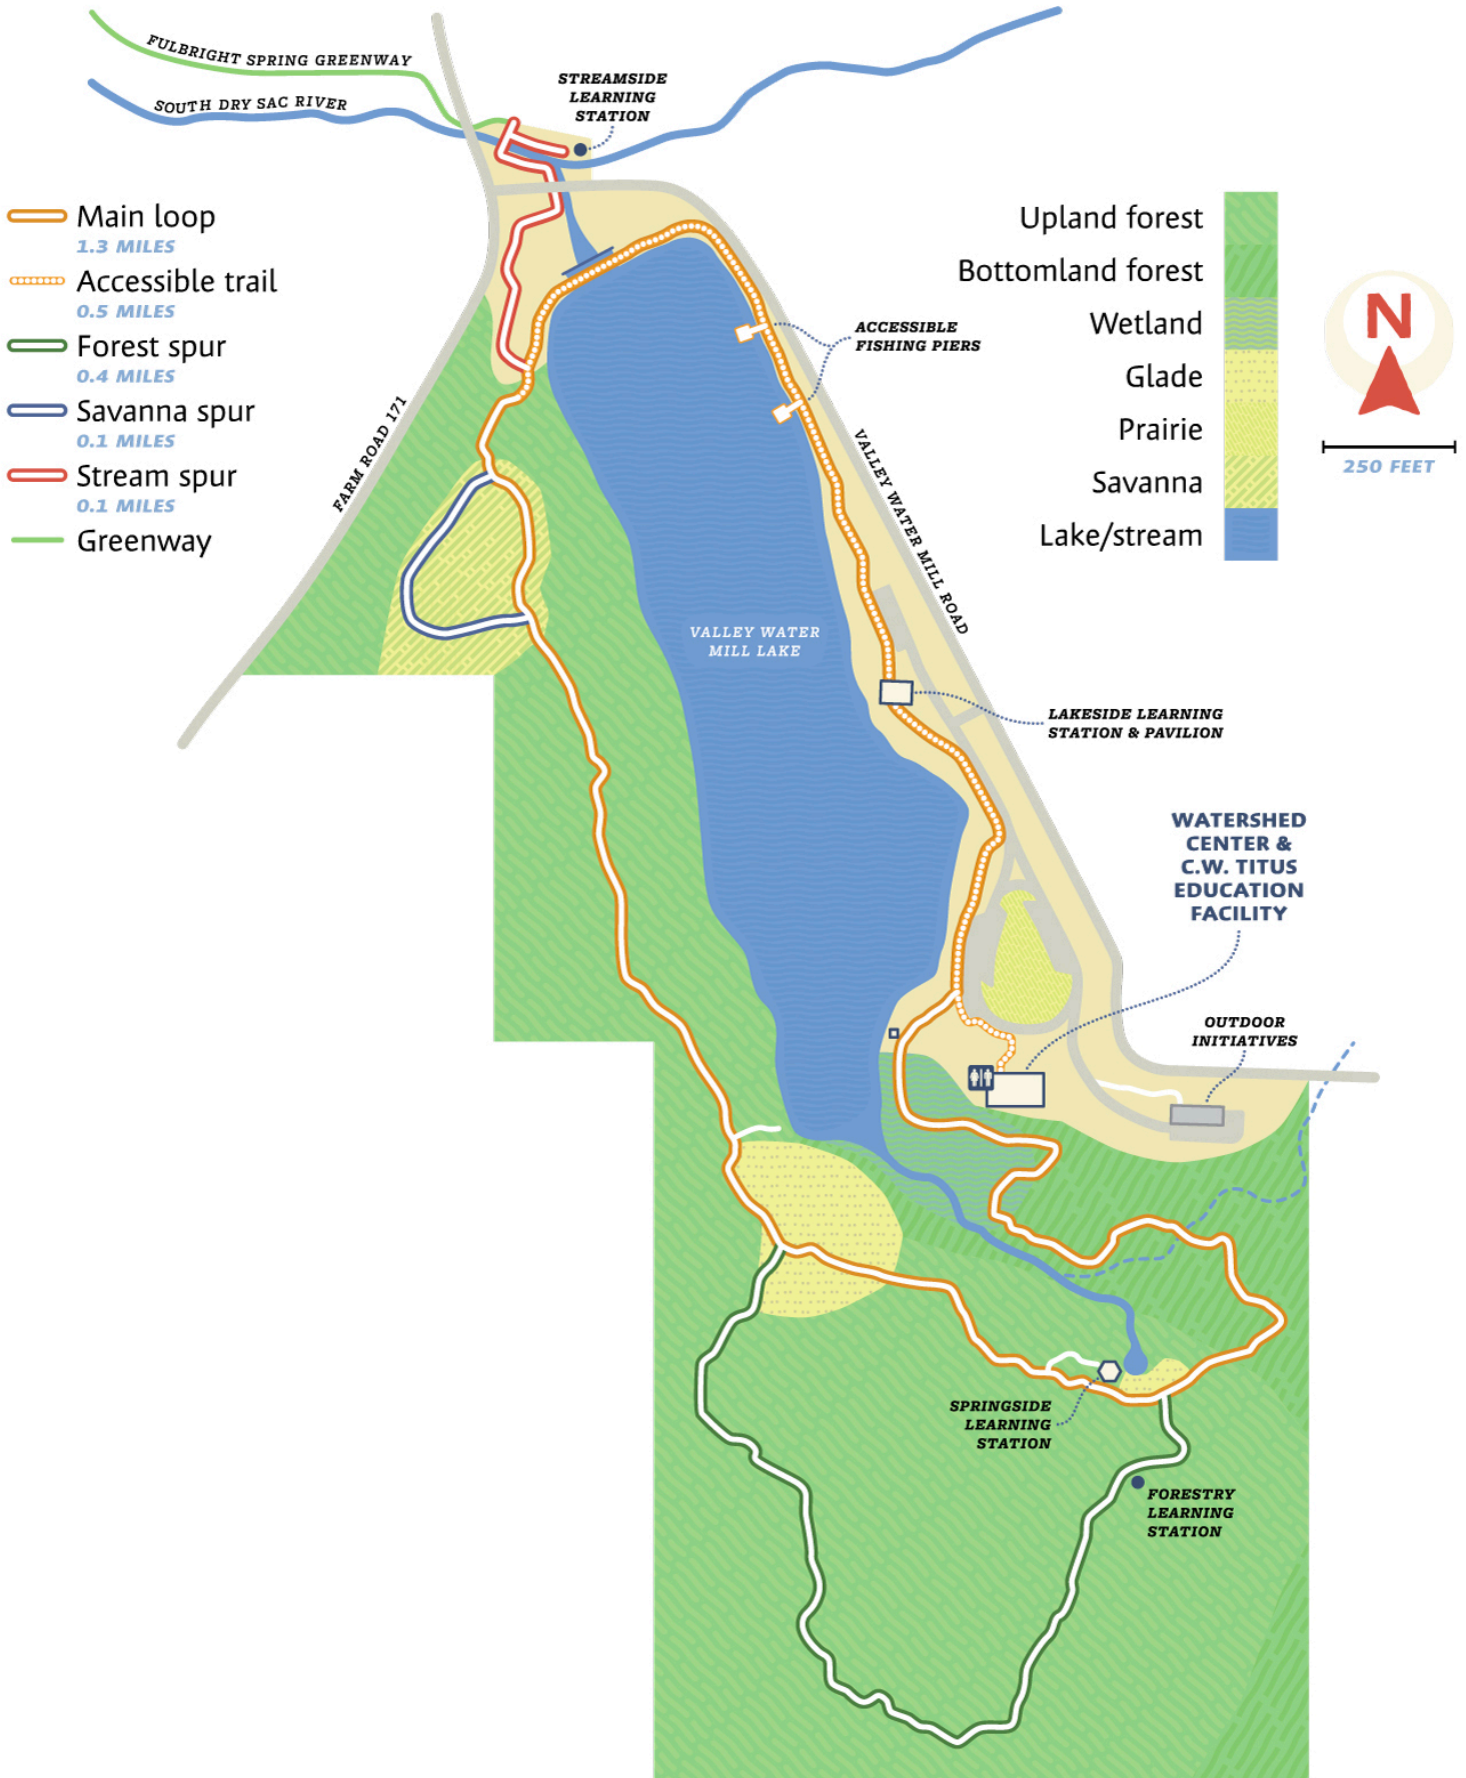 FULBRIGHT SPRING GREENWAY
SOUTH DRY SAC RIVER
STREAMSIDE
LEARNING
STATION
Main loop
1.3 MILES
Accessible trail
0.5 MILES
Forest spur
0.4 MILES
Savanna spur
0.1 MILES
Stream spur
0.1 MILES
Greenway
Upland forest
Bottomland forest
Wetland
Glade
Prairie
Savanna
Lake/stream
N
250 FEET
ACCESSIBLE
FISHING PIERS
FARM ROAD 171
VALLEY WATER MILL ROAD
VALLEY WATER
MILL LAKE
LAKESIDE LEARNING
STATION & PAVILION
WATERSHED
CENTER &
C.W. TITUS
EDUCATION
FACILITY
OUTDOOR
INITIATIVES
SPRINGSIDE
LEARNING
STATION
FORESTRY
LEARNING
STATION